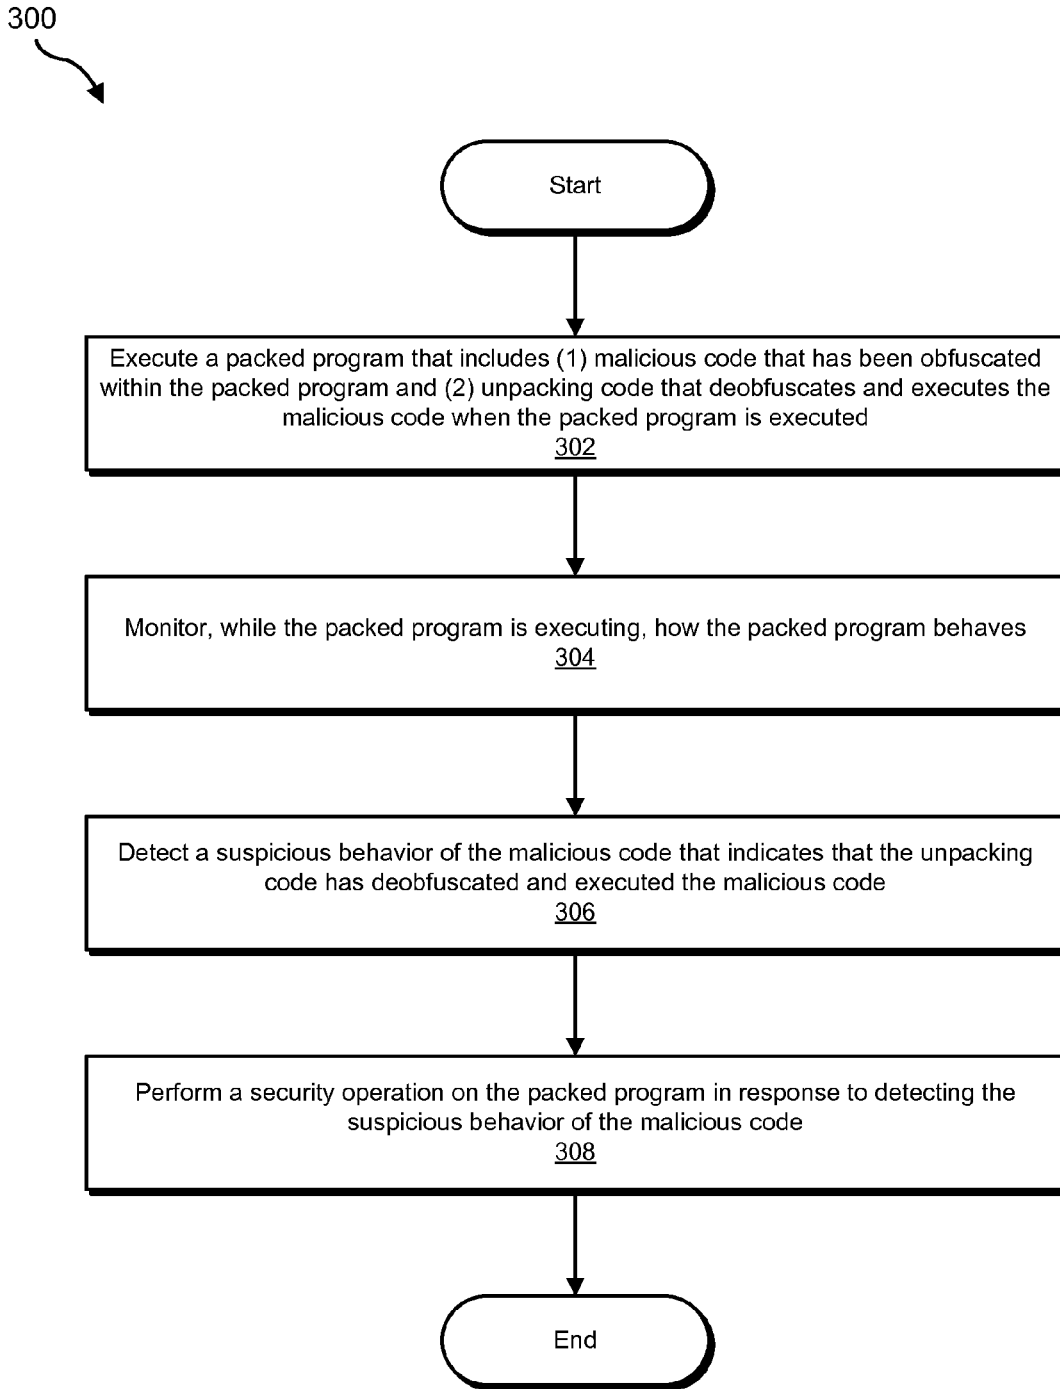 300
Start
Execute a packed program that includes (1) malicious code that has been obfuscated
within the packed program and (2) unpacking code that deobfuscates and executes the
malicious code when the packed program is executed
302
Monitor, while the packed program is executing, how the packed program behaves
304
Detect a suspicious behavior of the malicious code that indicates that the unpacking
code has deobfuscated and executed the malicious code
306
Perform a security operation on the packed program in response to detecting the
suspicious behavior of the malicious code
308
End